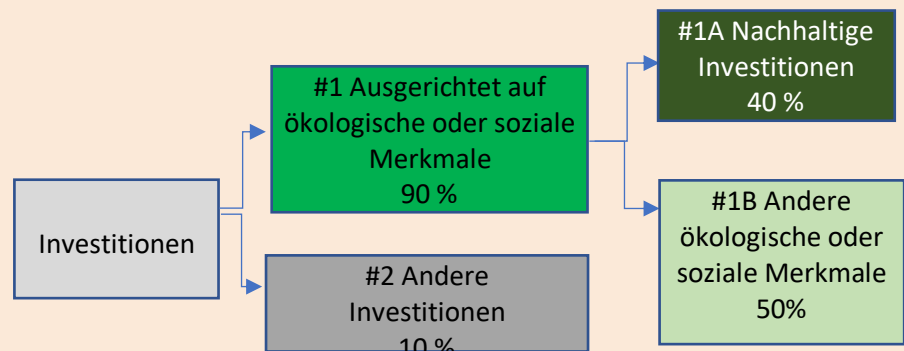 Investitionen
#1 Ausgerichtet auf
ökologische oder soziale
Merkmale
90 %
#2 Andere
Investitionen
10 %
#1A Nachhaltige
Investitionen
40 %
#1B Andere
ökologische oder
soziale Merkmale
50%